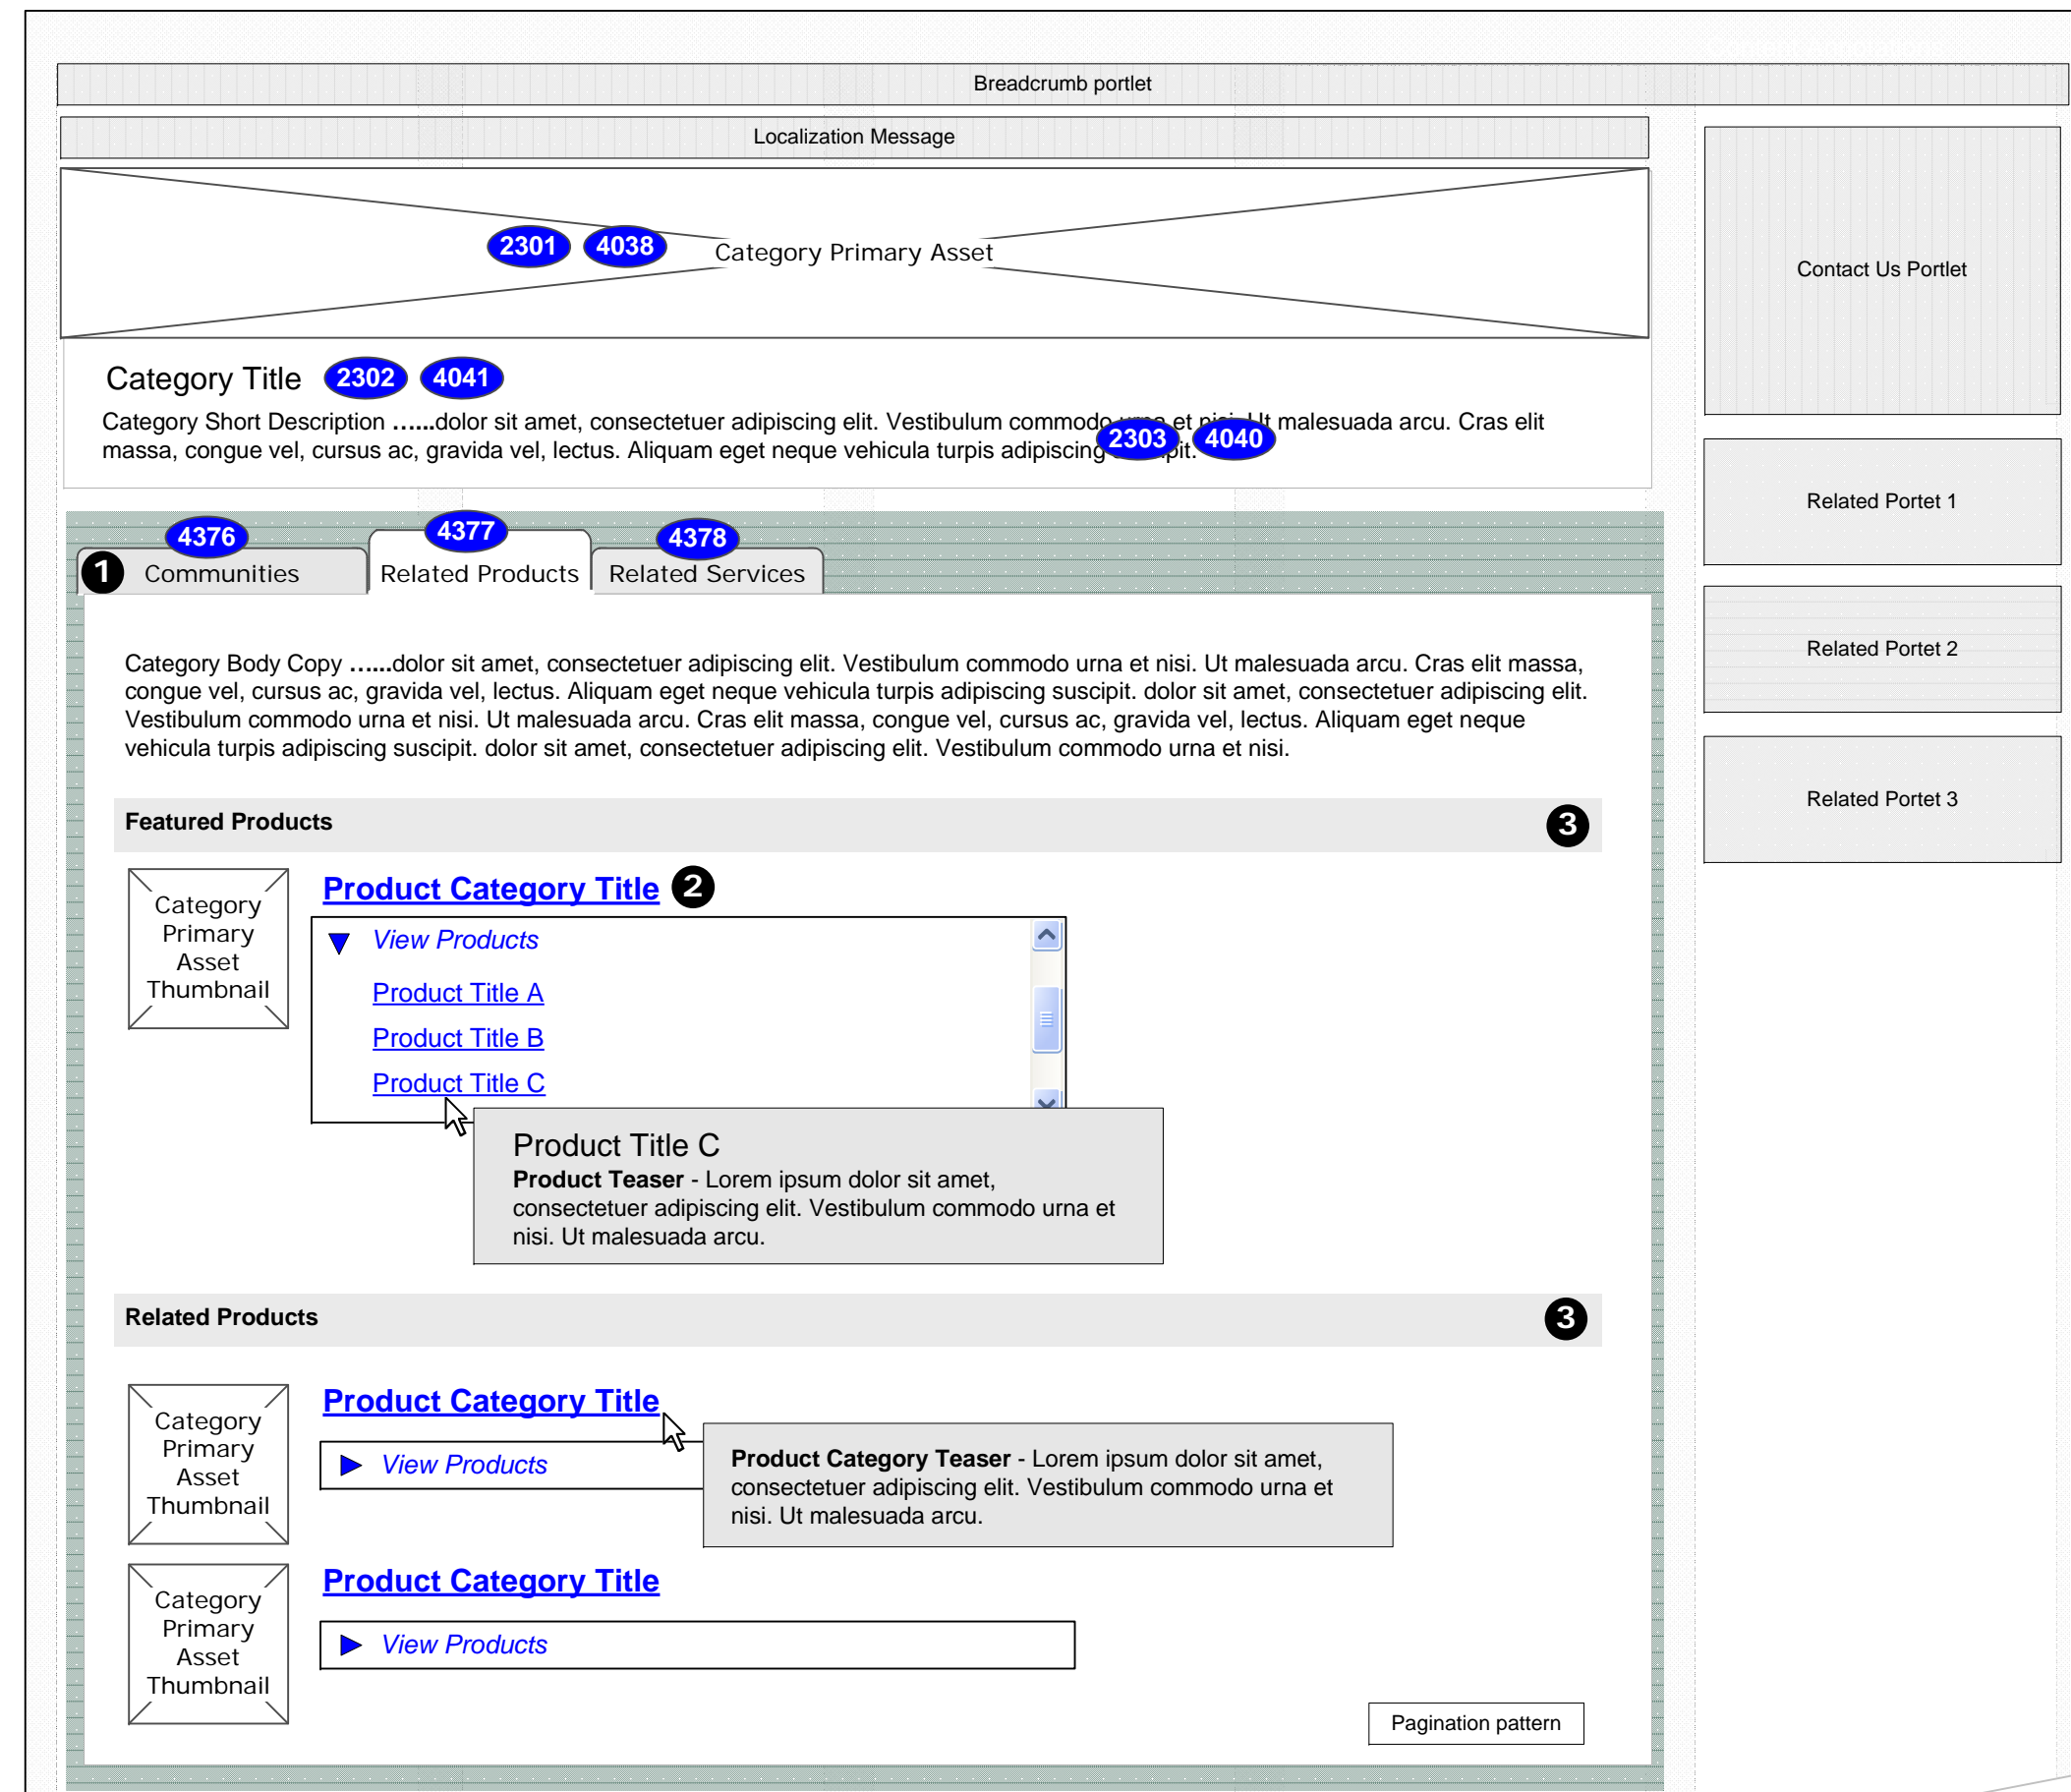 Breadcrumb portlet
Localization Message
2301 4038 Category Primary Asset
Contact Us Portlet
Category Title 2302 4041
Category Short Description ......dolor sit amet, consectetuer adipiscing elit. Vestibulum commodo et Ut malesuada arcu. Cras elit
massa, congue vel, cursus ac, gravida vel, lectus. Aliquam eget neque vehicula turpis adipiscing
2303 4040
Related Portet 1
4376 4377 4378
1 Communities Related Products Related Services
Related Portet 2
Category Body Copy ......dolor sit amet, consectetuer adipiscing elit. Vestibulum commodo urna et nisi. Ut malesuada arcu. Cras elit massa,
congue vel, cursus ac, gravida vel, lectus. Aliquam eget neque vehicula turpis adipiscing suscipit. dolor sit amet, consectetuer adipiscing elit.
Vestibulum commodo urna et nisi. Ut malesuada arcu. Cras elit massa, congue vel, cursus ac, gravida vel, lectus. Aliquam eget neque
vehicula turpis adipiscing suscipit. dolor sit amet, consectetuer adipiscing elit. Vestibulum commodo urna et nisi.
Related Portet 3
Featured Products 3
Category
Primary
Asset
Thumbnail
Product Category Title 2
View Products
Product Title A
Product Title B
Product Title C
Product Title C
Product Teaser - Lorem ipsum dolor sit amet,
consectetuer adipiscing elit. Vestibulum commodo urna et
nisi. Ut malesuada arcu.
Related Products 3
Category
Primary
Asset
Thumbnail
Product Category Title
View Products
Product Category Teaser - Lorem ipsum dolor sit amet,
consectetuer adipiscing elit. Vestibulum commodo urna et
nisi. Ut malesuada arcu.
Category
Primary
Asset
Thumbnail
Product Category Title
View Products
Pagination pattern